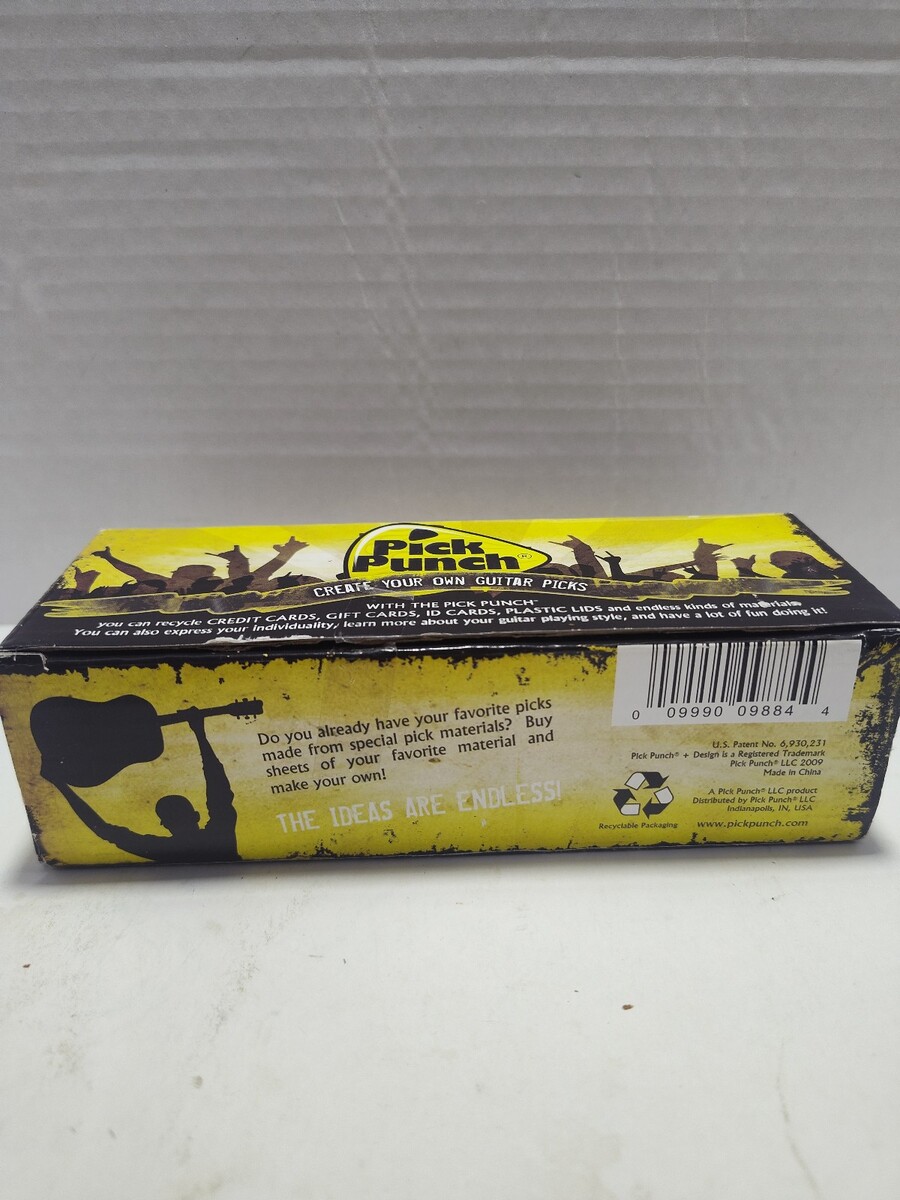 Pick
Punch®
CREATE YOUR OWN GUITAR PICKS
WITH THE PICK PUNCH™
you can recycle CREDIT CARDS, GIFT CARDS, ID CARDS, PLASTIC LIDS and endless kinds of materials
You can also express your individuality, learn more about your guitar playing style, and have a lot of fun doing it!
Do you already have your favorite picks
made from special pick materials? Buy
sheets of your favorite material and
make your own!
THE IDEAS ARE ENDLESS!
0 09990 09884 4
U.S. Patent No. 6,930,231
Pick Punch® + Design is a Registered Trademark
Pick Punch® LLC 2009
Made in China
A Pick Punch® LLC product
Distributed by Pick Punch® LLC
Indianapolis, IN, USA
Recyclable Packaging
www.pickpunch.com